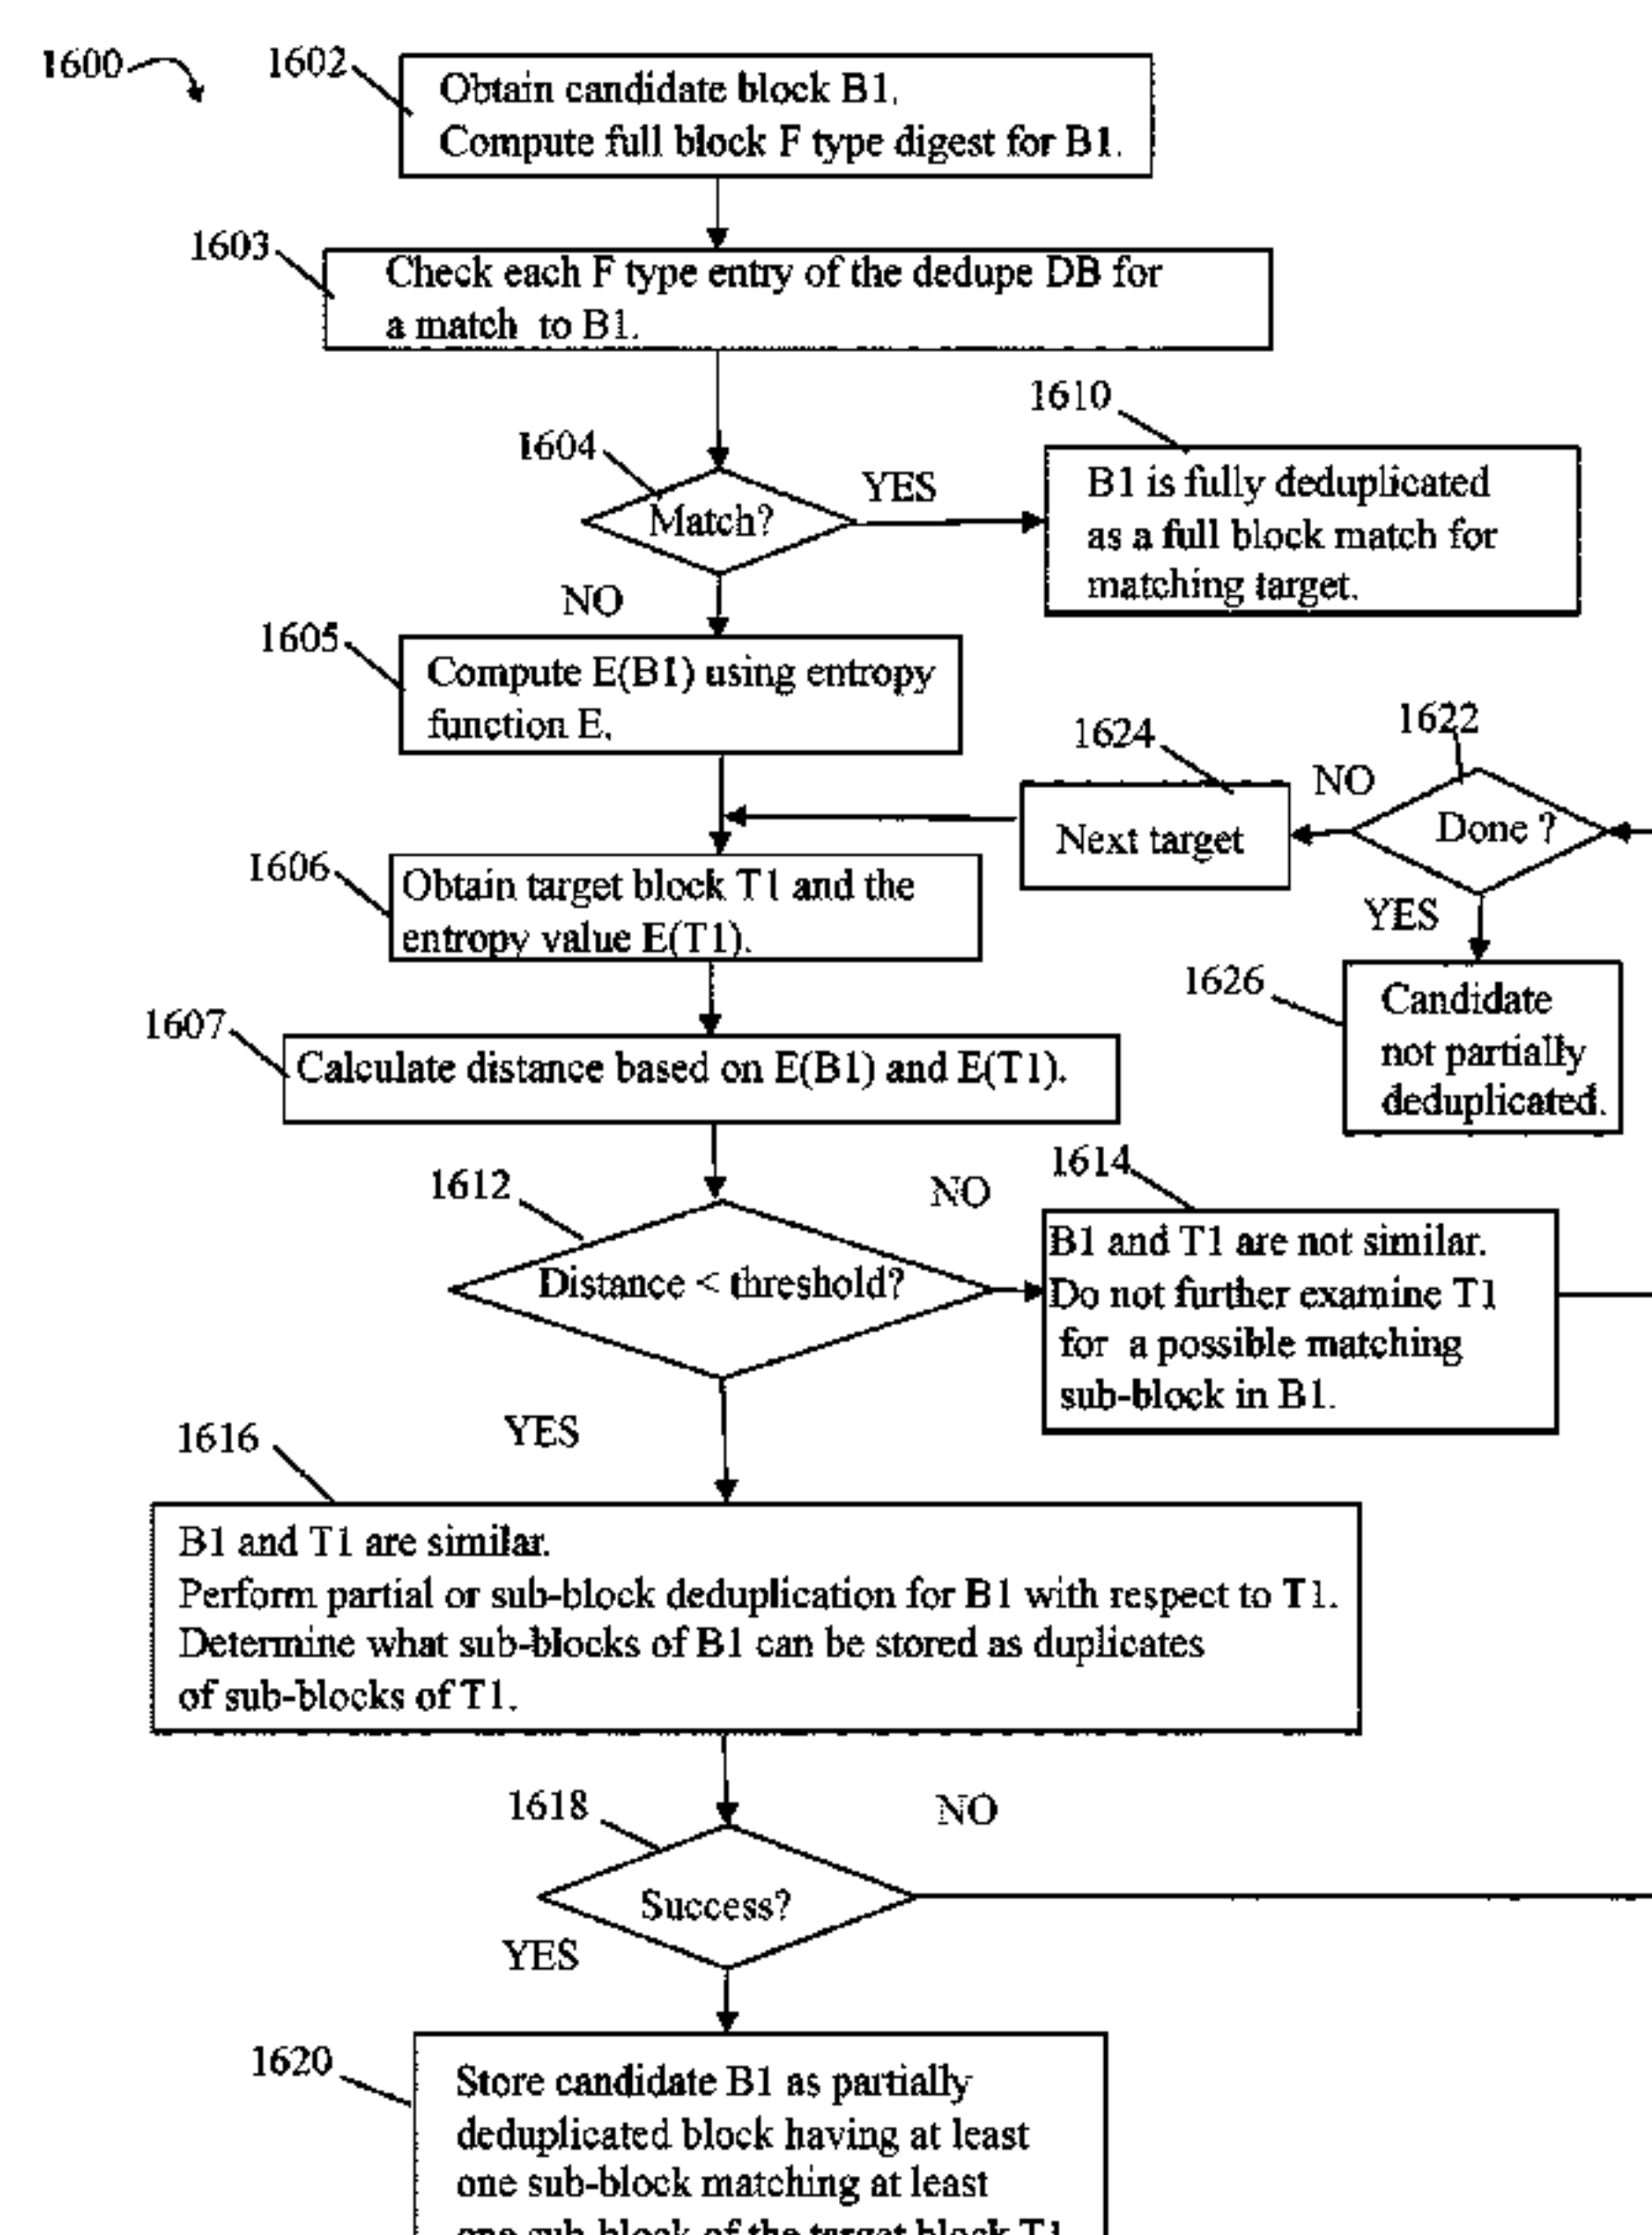 1600
1602
Obtain candidate block B1.
Compute full block F type digest for B1.
1603
Check each F type entry of the dedupe DB for
a match to B1.
1604
Match?
YES
NO
1610
B1 is fully deduplicated
as a full block match for
matching target.
1605
Compute E(B1) using entropy
function E.
1624
Next target
1622
NO
Done ?
YES
1606
Obtain target block T1 and the
entropy value E(T1).
1626
Candidate
not partially
deduplicated.
1607
Calculate distance based on E(B1) and E(T1).
1612
Distance < threshold?
NO
1614
B1 and T1 are not similar.
Do not further examine T1
for a possible matching
sub-block in B1.
YES
1616
B1 and T1 are similar.
Perform partial or sub-block deduplication for B1 with respect to T1.
Determine what sub-blocks of B1 can be stored as duplicates
of sub-blocks of T1.
1618
Success?
NO
YES
1620
Store candidate B1 as partially
deduplicated block having at least
one sub-block matching at least
one sub-block of the target block T1